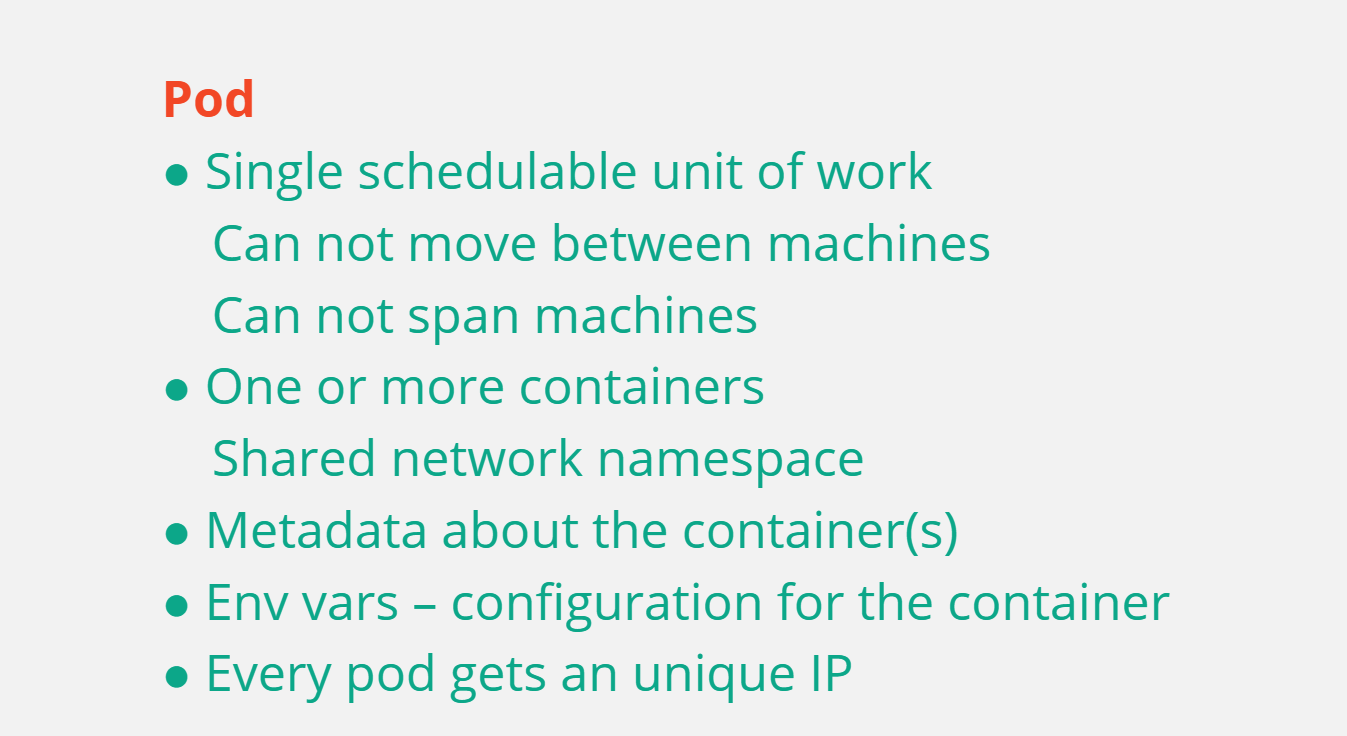 Pod
● Single schedulable unit of work
Can not move between machines
Can not span machines
● One or more containers
Shared network namespace
● Metadata about the container(s)
● Env vars – configuration for the container
● Every pod gets an unique IP